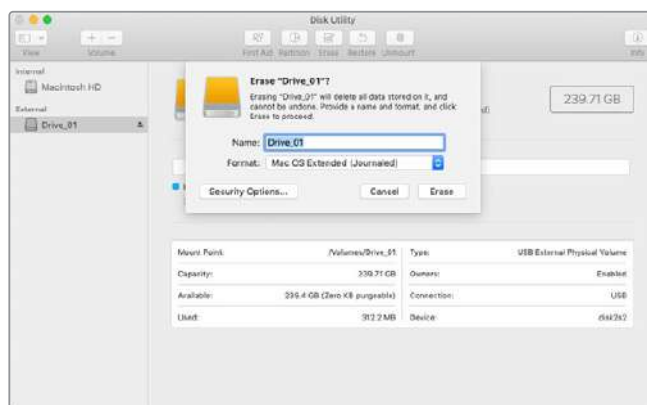 Disk Utility
View
Volume
First Aid
Partition
Erase
Restore
Unmount
Info
Internal
Macintosh HD
External
Drive_01
Erase "Drive_01"?
Erasing "Drive_01" will delete all data stored on it, and
cannot be undone. Provide a name and format, and click
Erase to proceed.
Name: Drive_01
Format: Mac OS Extended (Journaled)
Security Options...
Cancel
Erase
239.71 GB
Mount Point: /Volumes/Drive_01
Type: USB External Physical Volume
Capacity: 239.71 GB
Owners: Enabled
Available: 239.4 GB (Zero KB purgeable)
Connection: USB
Used: 312.2 MB
Device: disk2s2